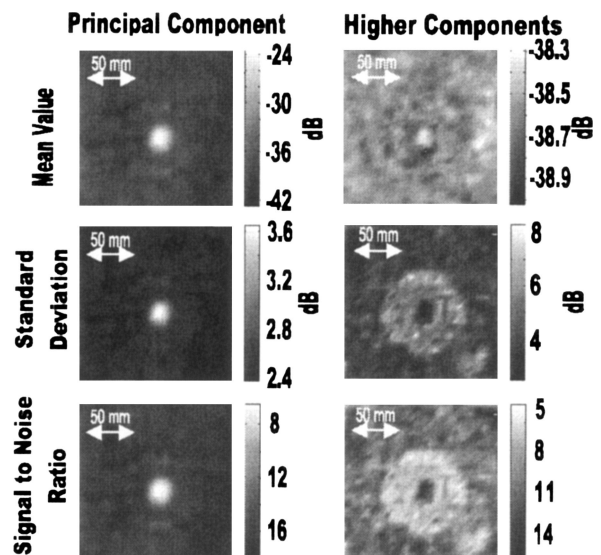 Principal Component
Higher Components
Mean Value
50 mm
-24
-30
-36
-42
dB
50 mm
-38.3
-38.5
-38.7
-38.9
dB
Standard
Deviation
50 mm
3.6
3.2
2.8
2.4
50 mm
8
6
4
dB
dB
Signal to Noise
Ratio
50 mm
8
12
16
50 mm
5
8
11
14